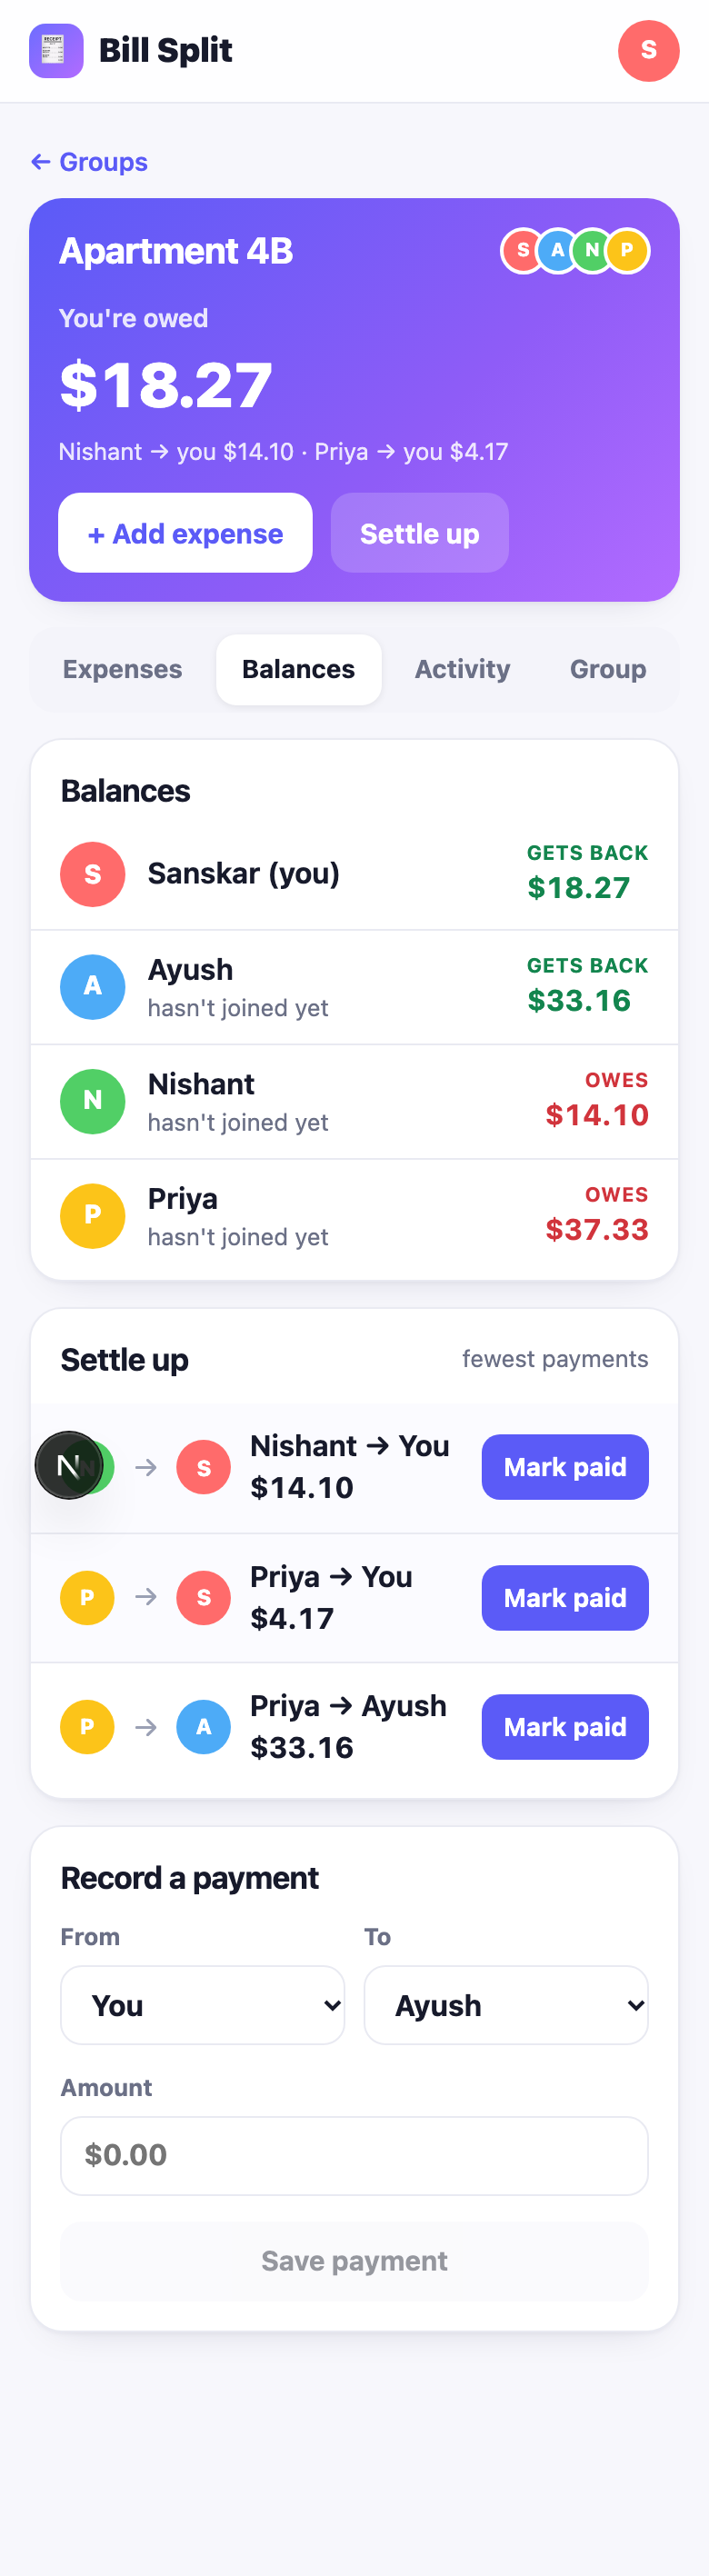 Bill Split
S
← Groups
Apartment 4B
S A N P
You're owed
$18.27
Nishant → you $14.10 · Priya → you $4.17
+ Add expense
Settle up
Expenses
Balances
Activity
Group
Balances
S
Sanskar (you)
GETS BACK
$18.27
A
Ayush
hasn't joined yet
GETS BACK
$33.16
N
Nishant
hasn't joined yet
OWES
$14.10
P
Priya
hasn't joined yet
OWES
$37.33
Settle up
fewest payments
N → S
Nishant → You
$14.10
Mark paid
P → S
Priya → You
$4.17
Mark paid
P → A
Priya → Ayush
$33.16
Mark paid
Record a payment
From
To
You
Ayush
Amount
$0.00
Save payment